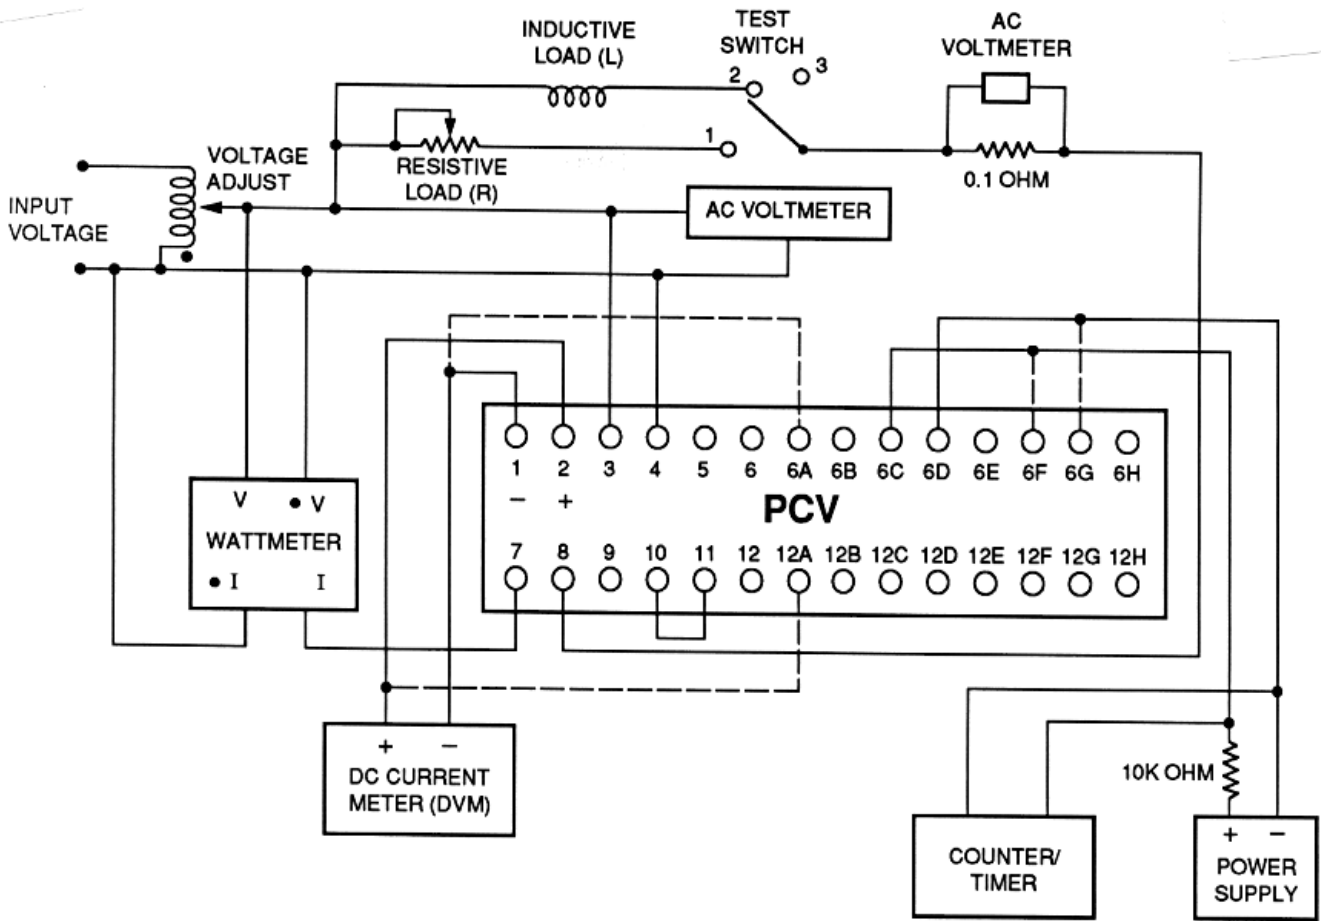 INDUCTIVE
LOAD (L)
TEST
SWITCH
2
3
1
AC
VOLTMETER
0.1 OHM
RESISTIVE
LOAD (R)
VOLTAGE
ADJUST
INPUT
VOLTAGE
AC VOLTMETER
1 2 3 4 5 6 6A 6B 6C 6D 6E 6F 6G 6H
− +
PCV
7 8 9 10 11 12 12A 12B 12C 12D 12E 12F 12G 12H
V V
WATTMETER
I I
+ −
DC CURRENT
METER (DVM)
10K OHM
COUNTER/
TIMER
+ −
POWER
SUPPLY